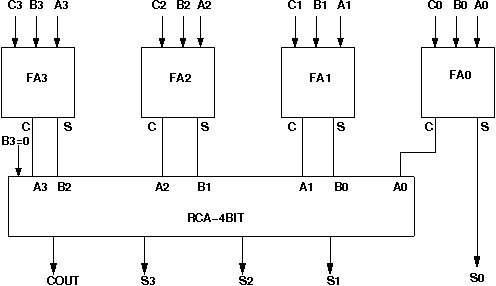 C3 B3 A3 C2 B2 A2 C1 B1 A1 C0 B0 A0
FA3 FA2 FA1 FA0
C S C S C S C S
B3=0
A3 B2 A2 B1 A1 B0 A0
RCA-4BIT
COUT S3 S2 S1 S0